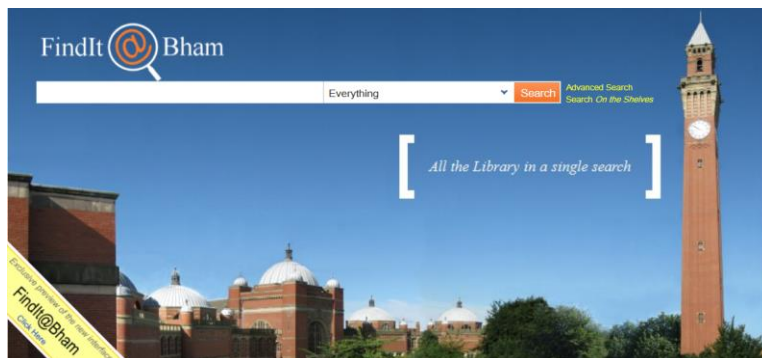 FindIt@Bham
Everything
Search
Advanced Search
Search On the Shelves
[ All the Library in a single search ]
Exclusive preview of the new interface
FindIt@Bham
Click Here